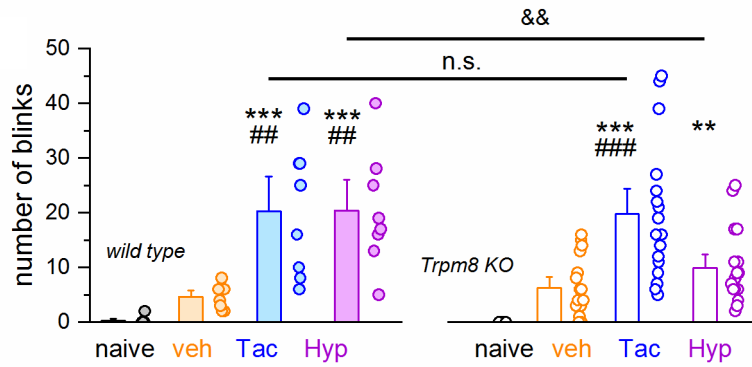 &&
n.s.
number of blinks
50
40
30
20
10
0
***
##
***
##
***
###
**
wild type
Trpm8 KO
naive veh Tac Hyp
naive veh Tac Hyp